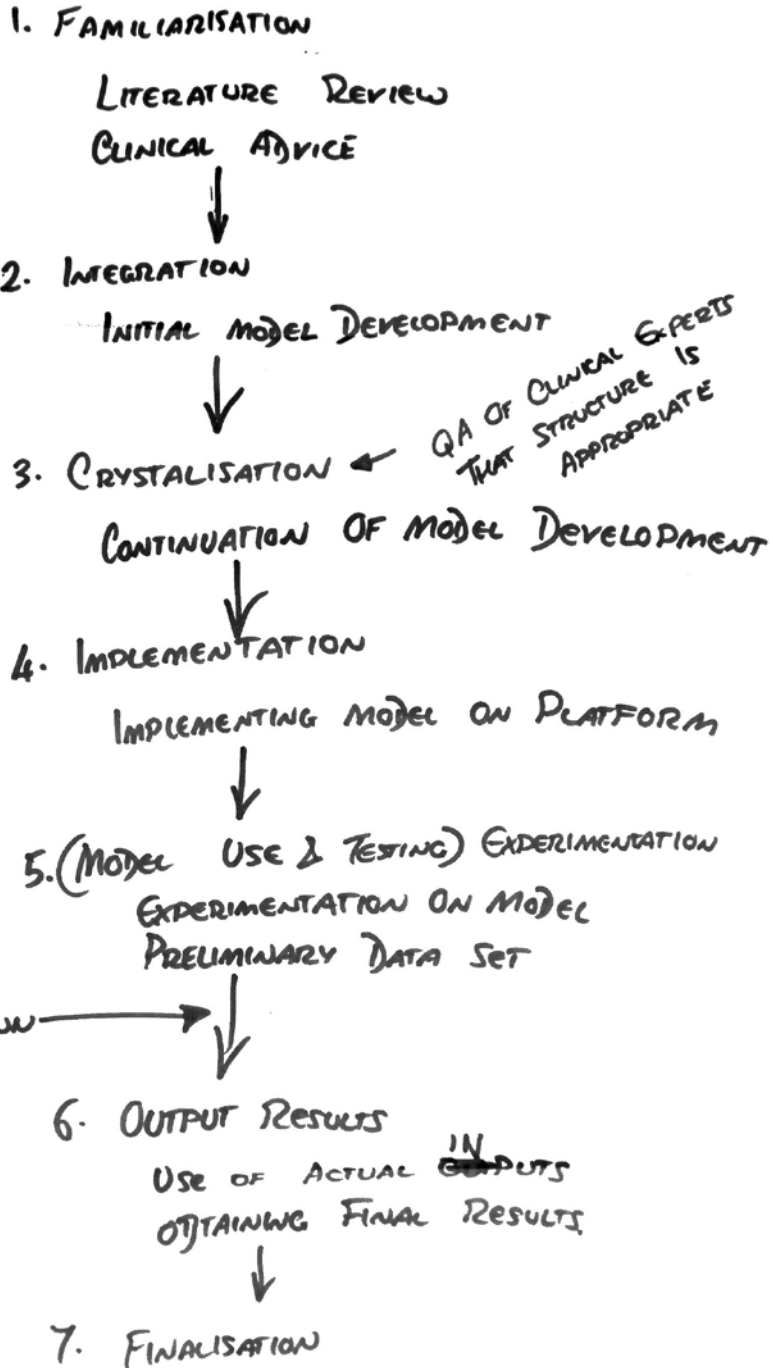 1. FAMILIARISATION
LITERATURE REVIEW
CLINICAL ADVICE
2. INTEGRATION
INITIAL MODEL DEVELOPMENT
QA OF CLINICAL EXPERTS
THAT STRUCTURE IS
APPROPRIATE
3. CRYSTALISATION
CONTINUATION OF MODEL DEVELOPMENT
4. IMPLEMENTATION
IMPLEMENTING MODEL ON PLATFORM
5. (MODEL USE & TESTING) EXPERIMENTATION
EXPERIMENTATION ON MODEL
PRELIMINARY DATA SET
6. OUTPUT RESULTS
USE OF ACTUAL INPUTS
OBTAINING FINAL RESULTS
7. FINALISATION